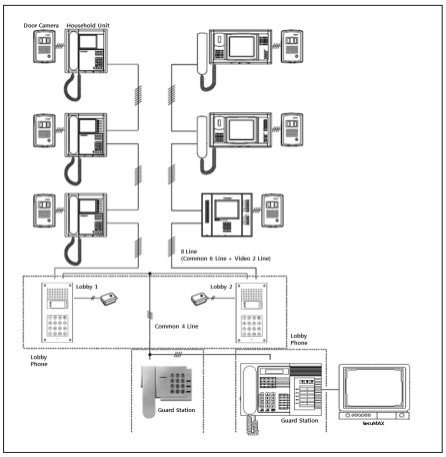 Door Camera
Household Unit
8 Line
(Common 6 Line + Video 2 Line)
Lobby 1
Lobby 2
Common 4 Line
Lobby
Phone
Lobby
Phone
Guard Station
Guard Station
SecuMAX